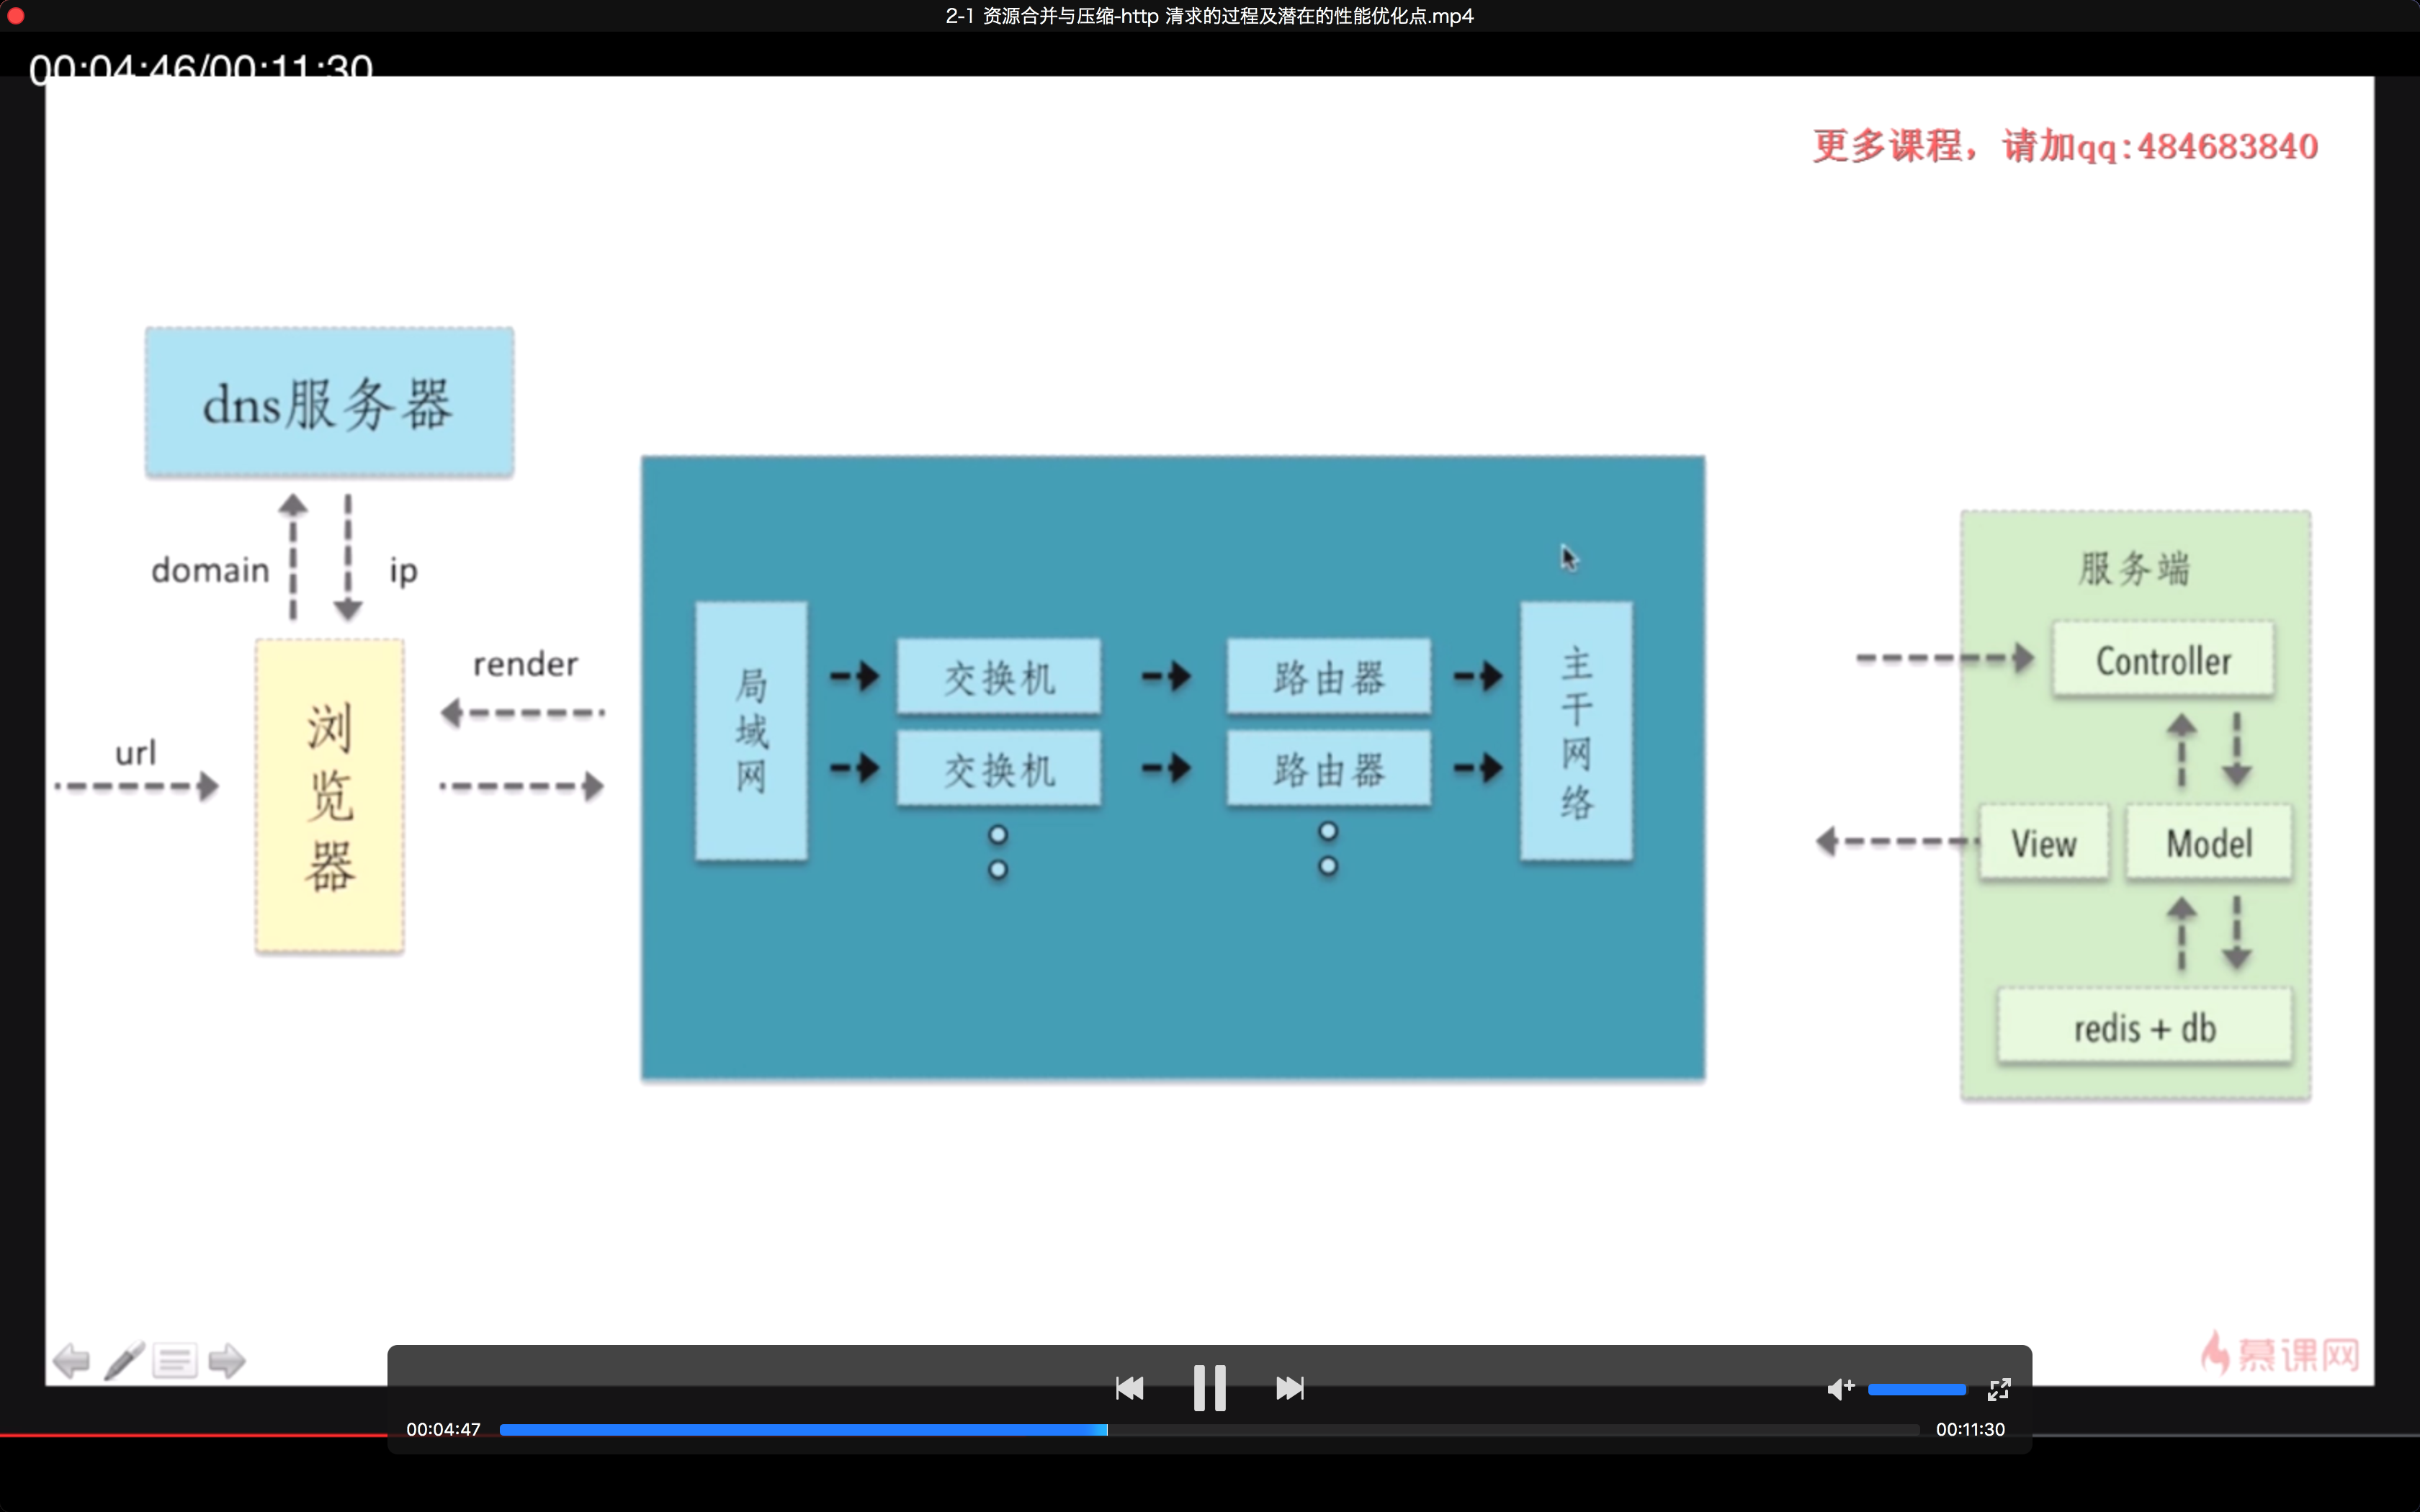 2-1 资源合并与压缩-http 清求的过程及潜在的性能优化点.mp4
00:04:46/00:11:30
更多课程，请加qq:484683840
dns服务器
domain
ip
render
url
浏览器
局域网
交换机
路由器
交换机
路由器
主干网络
服务端
Controller
View
Model
redis + db
慕课网
00:04:47
00:11:30